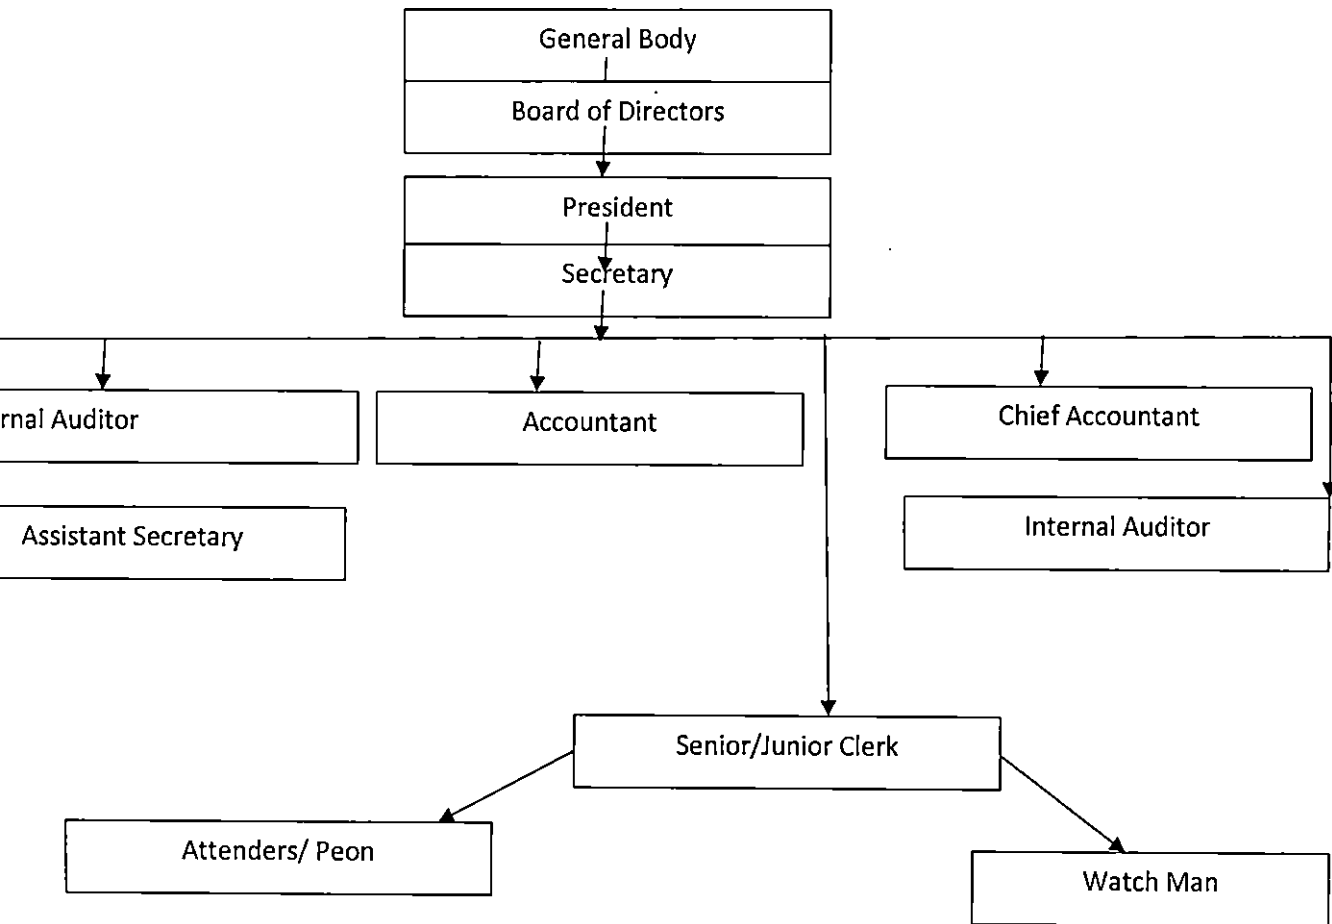 General Body
Board of Directors
President
Secretary
rnal Auditor
Accountant
Chief Accountant
Assistant Secretary
Internal Auditor
Senior/Junior Clerk
Attenders/ Peon
Watch Man